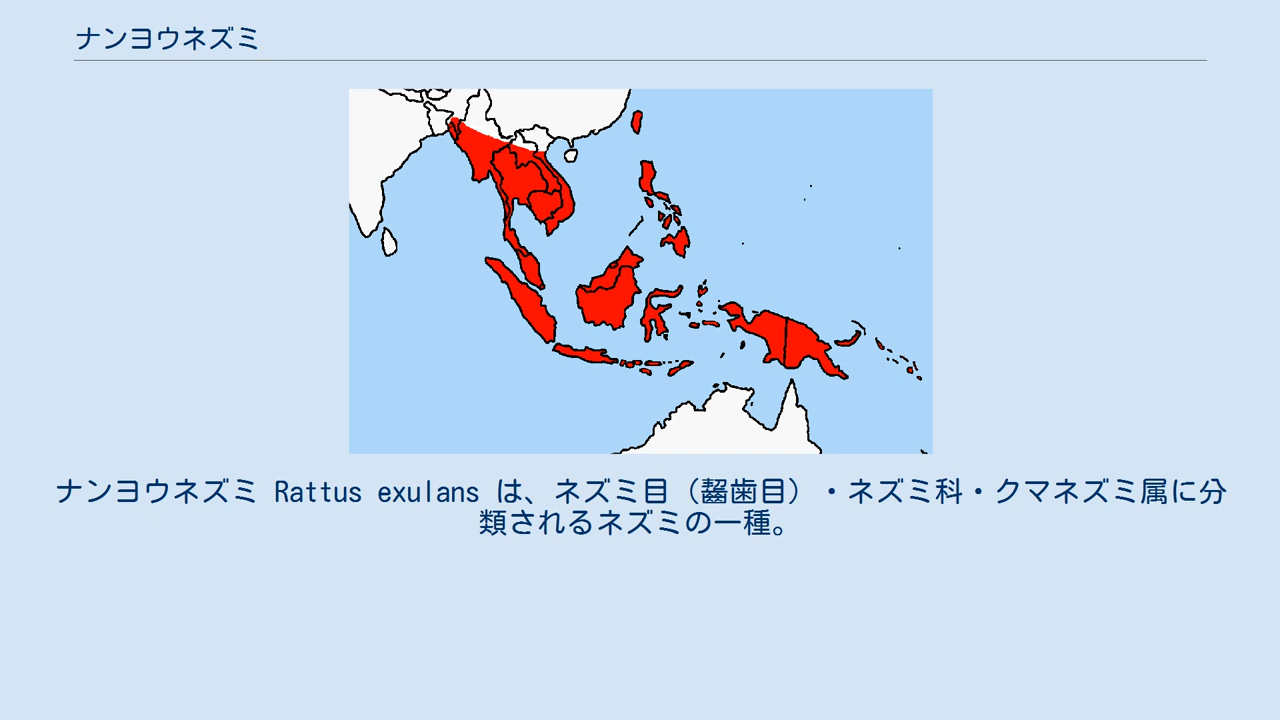 ナンヨウネズミ
ナンヨウネズミ Rattus exulans は、ネズミ目（齧歯目）・ネズミ科・クマネズミ属に分
類されるネズミの一種。